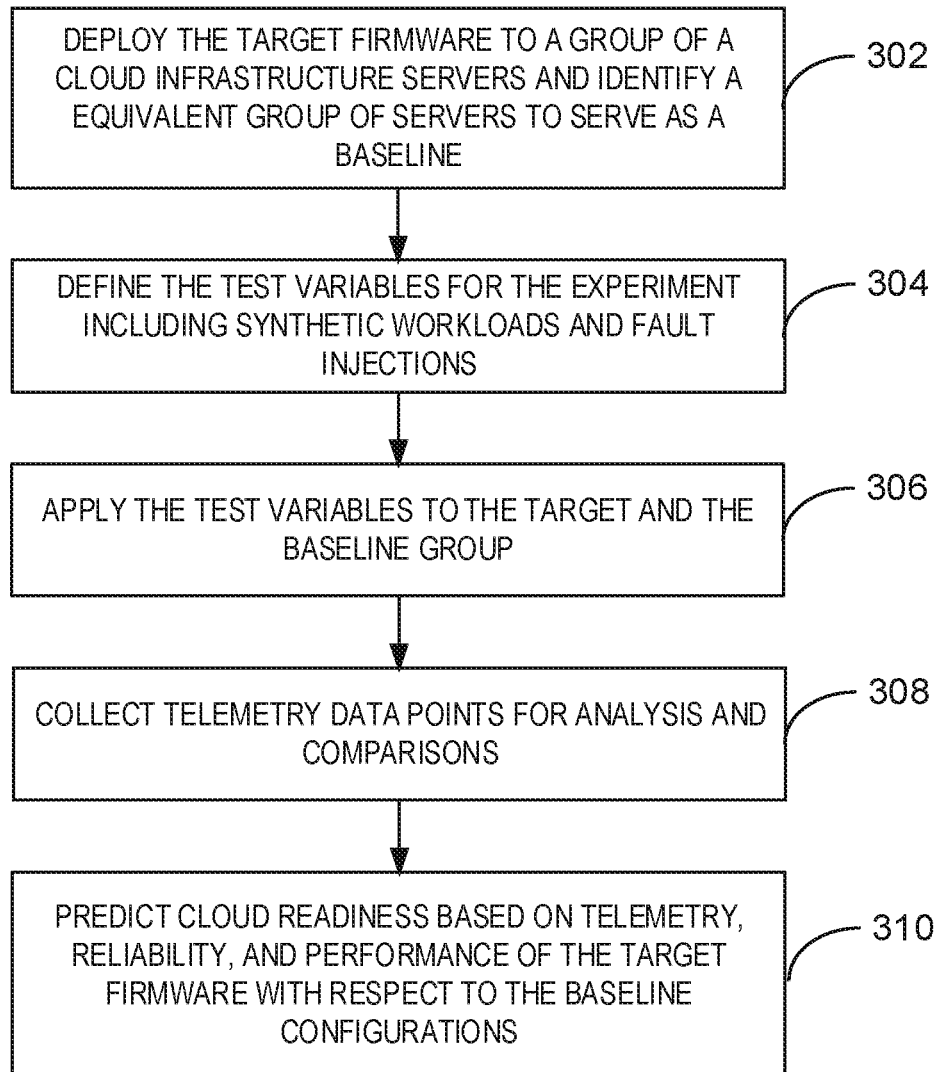 DEPLOY THE TARGET FIRMWARE TO A GROUP OF A
CLOUD INFRASTRUCTURE SERVERS AND IDENTIFY A
EQUIVALENT GROUP OF SERVERS TO SERVE AS A
BASELINE
302
DEFINE THE TEST VARIABLES FOR THE EXPERIMENT
INCLUDING SYNTHETIC WORKLOADS AND FAULT
INJECTIONS
304
APPLY THE TEST VARIABLES TO THE TARGET AND THE
BASELINE GROUP
306
COLLECT TELEMETRY DATA POINTS FOR ANALYSIS AND
COMPARISONS
308
PREDICT CLOUD READINESS BASED ON TELEMETRY,
RELIABILITY, AND PERFORMANCE OF THE TARGET
FIRMWARE WITH RESPECT TO THE BASELINE
CONFIGURATIONS
310